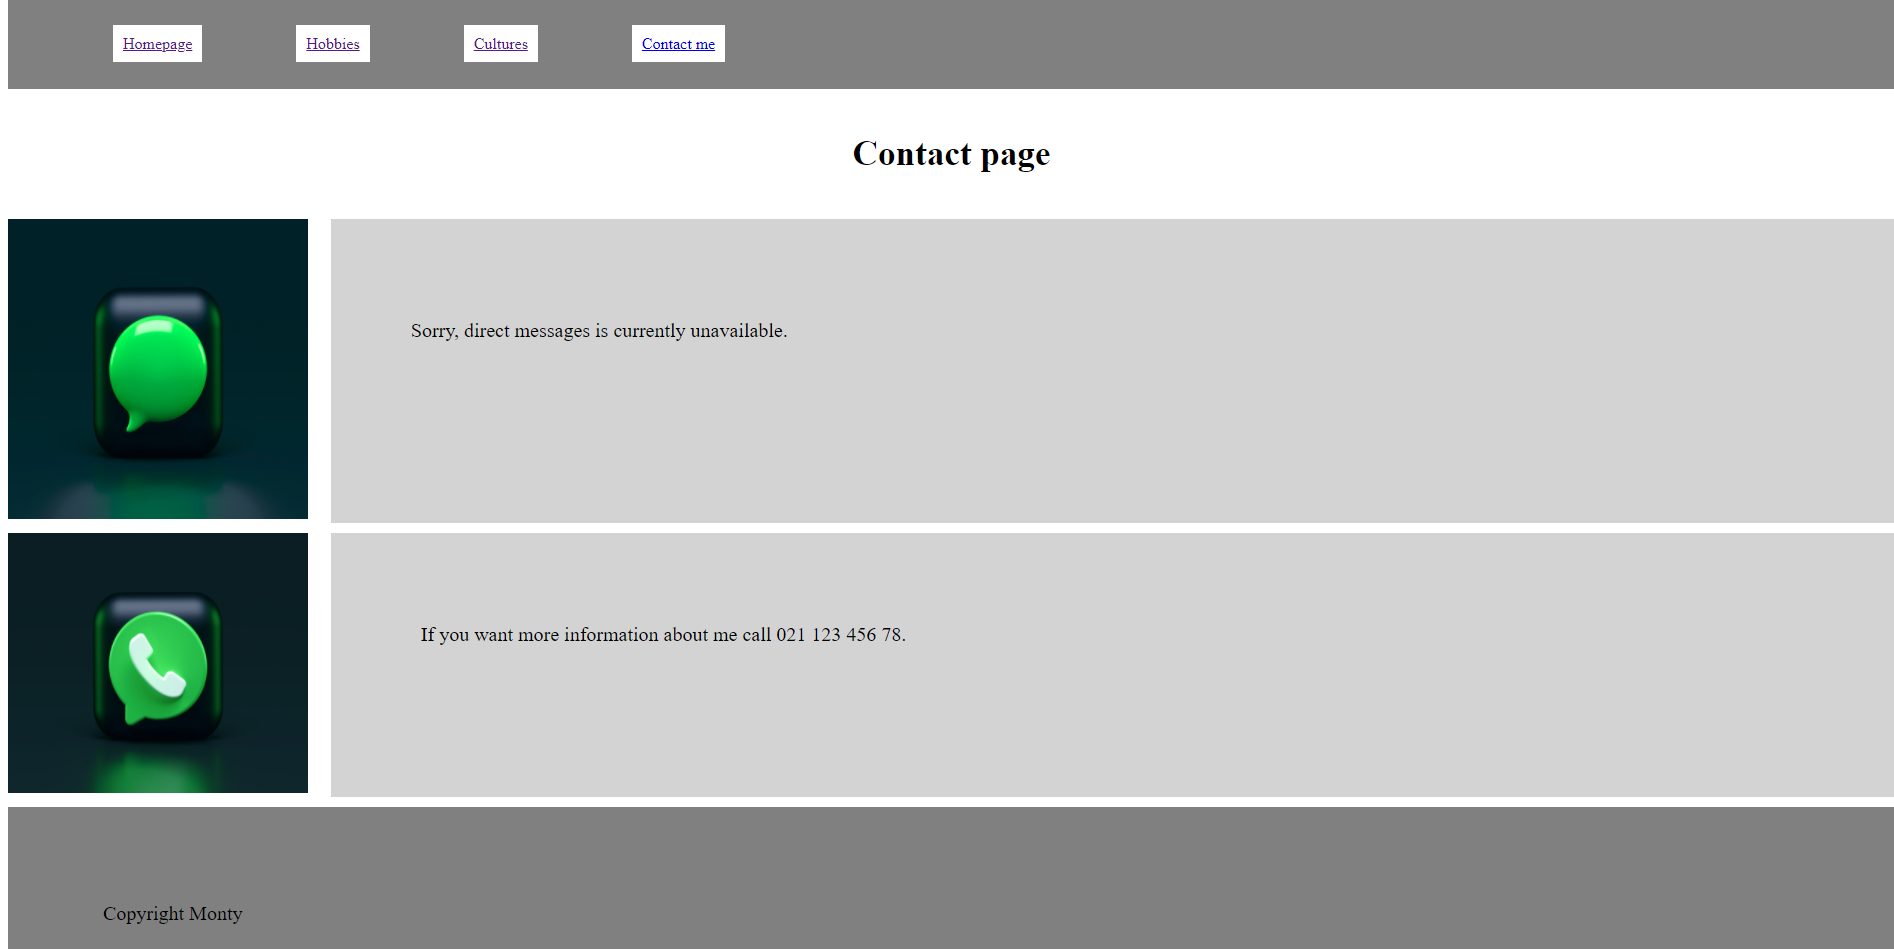 Homepage Hobbies Cultures Contact me
Contact page
Sorry, direct messages is currently unavailable.
If you want more information about me call 021 123 456 78.
Copyright Monty